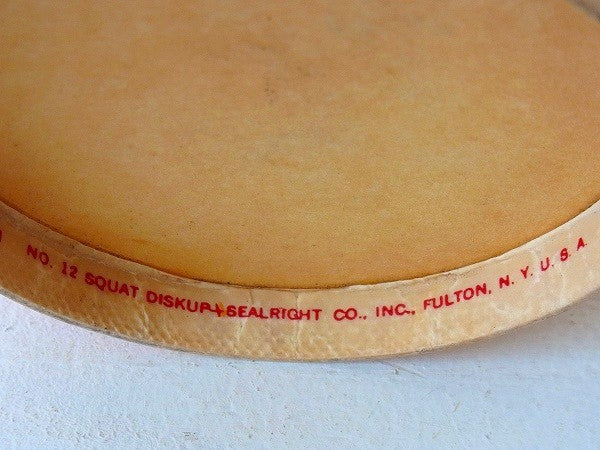 NO. 12 SQUAT DISKUP SEALRIGHT CO., INC., FULTON, N. Y. U. S. A.